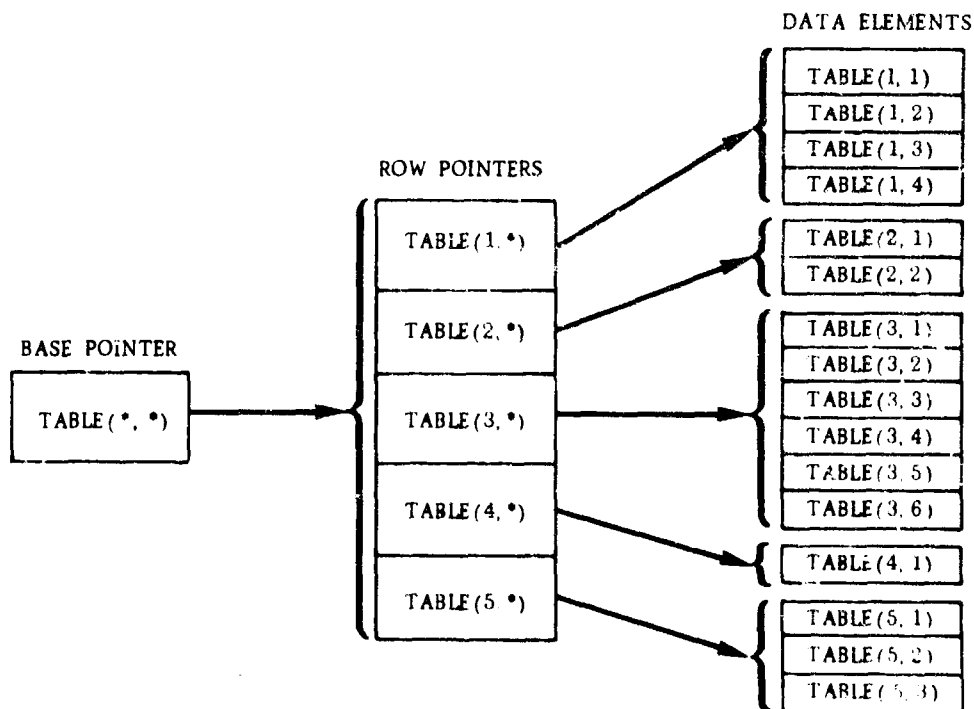 DATA ELEMENTS
TABLE(1, 1)
TABLE(1, 2)
TABLE(1, 3)
TABLE(1, 4)
ROW POINTERS
TABLE(1, *)
TABLE(2, *)
TABLE(3, *)
TABLE(4, *)
TABLE(5, *)
TABLE(2, 1)
TABLE(2, 2)
BASE POINTER
TABLE(*, *)
TABLE(3, 1)
TABLE(3, 2)
TABLE(3, 3)
TABLE(3, 4)
TABLE(3, 5)
TABLE(3, 6)
TABLE(4, 1)
TABLE(5, 1)
TABLE(5, 2)
TABLE(5, 3)